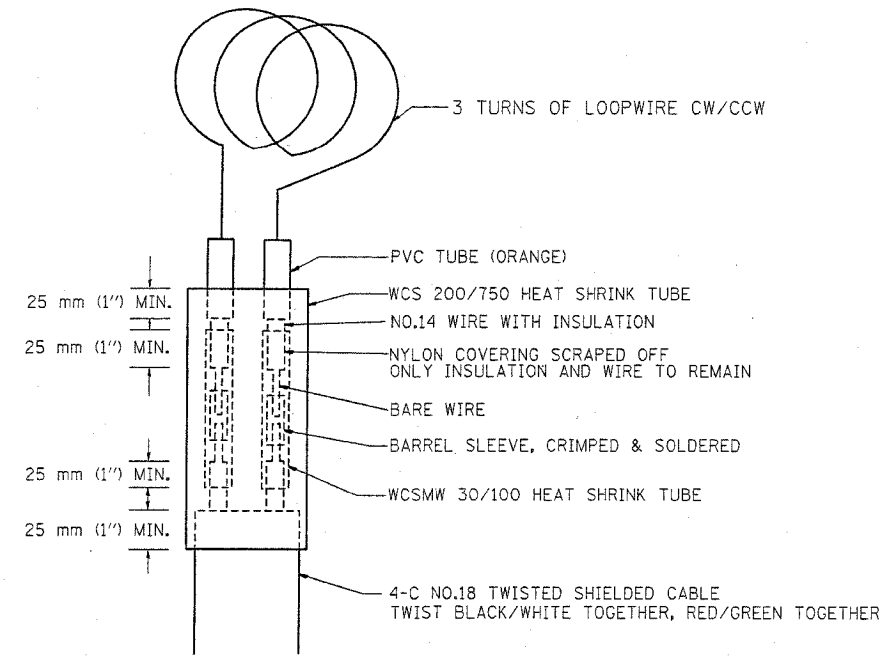 3 TURNS OF LOOPWIRE CW/CCW
PVC TUBE (ORANGE)
WCS 200/750 HEAT SHRINK TUBE
25 mm (1") MIN.
NO.14 WIRE WITH INSULATION
25 mm (1") MIN.
NYLON COVERING SCRAPED OFF
ONLY INSULATION AND WIRE TO REMAIN
BARE WIRE
BARREL SLEEVE, CRIMPED & SOLDERED
25 mm (1") MIN.
WCSMW 30/100 HEAT SHRINK TUBE
25 mm (1") MIN.
4-C NO.18 TWISTED SHIELDED CABLE
TWIST BLACK/WHITE TOGETHER, RED/GREEN TOGETHER